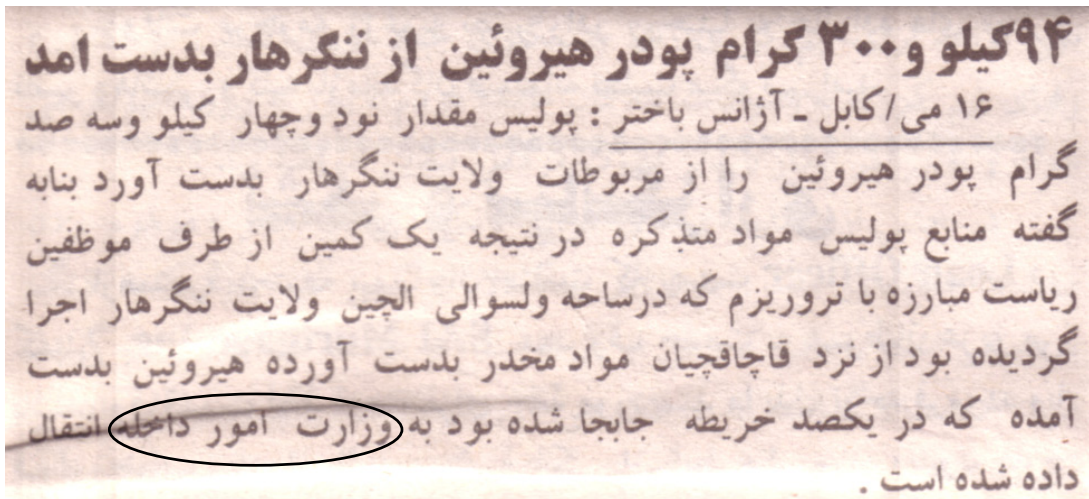 ۹۴کیلو و ۳۰۰ گرام پودر هیروئین از ننگرهار بدست امد
۱۶ می/کابل ـ آژانس باختر : پولیس مقدار نود وچهار کیلو وسه صد
گرام پودر هیروئین را از مربوطات ولایت ننگرهار بدست آورد بنابه
گفته منابع پولیس مواد متذکره در نتیجه یک کمین از طرف موظفین
ریاست مبارزه با تروریزم که درساحه ولسوالی الچین ولایت ننگرهار اجرا
گردیده بود از نزد قاچاقچیان مواد مخدر بدست آورده هیروئین بدست
آمده که در یکصد خریطه جابجا شده بود به وزارت امور داخله انتقال
داده شده است .